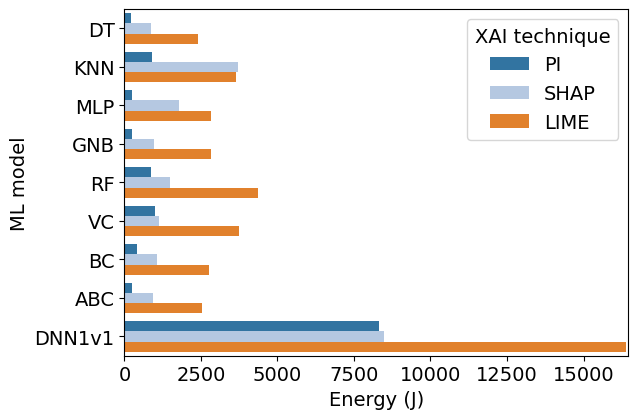 XAI technique
PI
SHAP
LIME
ML model
DT
KNN
MLP
GNB
RF
VC
BC
ABC
DNN1v1
0 2500 5000 7500 10000 12500 15000
Energy (J)